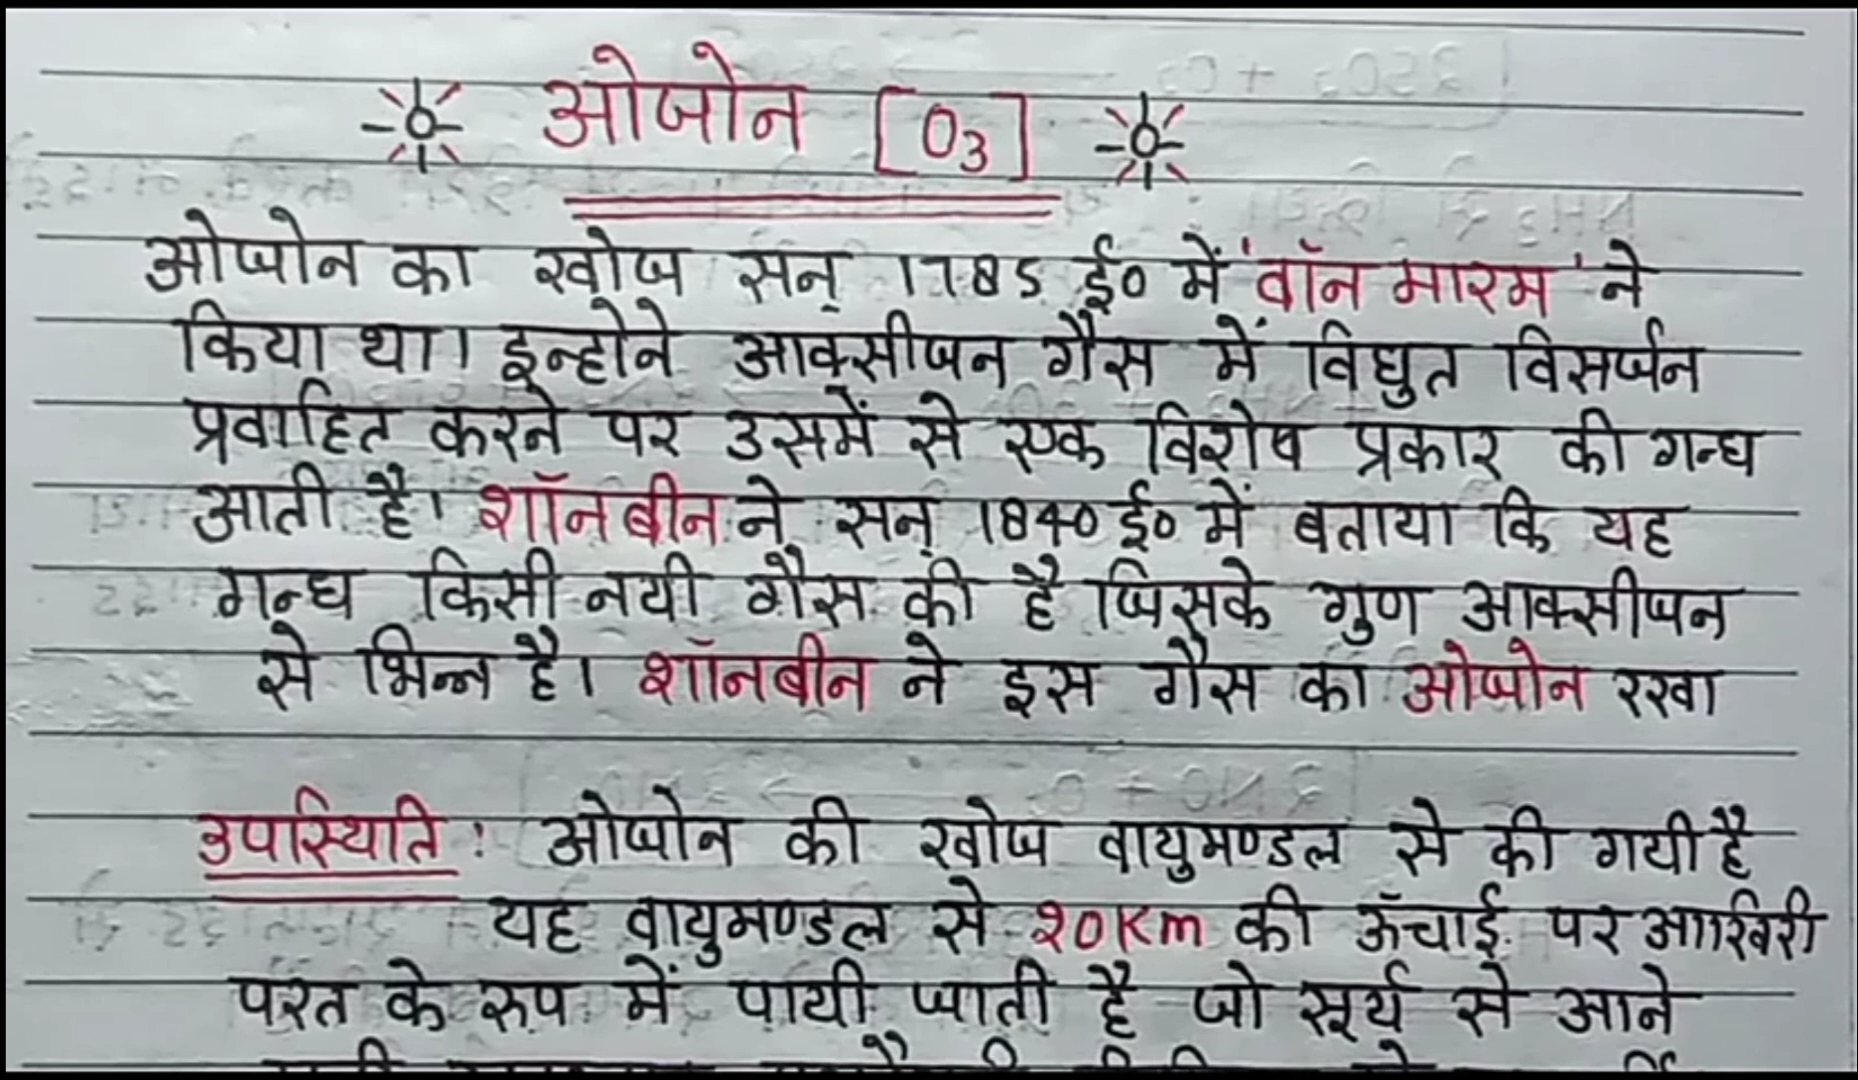 ओजोन [O3]
ओजोन का खोज सन् 1785 ई० में 'वॉन मारम' ने
किया था। इन्होने आक्सीजन गैस में विधुत विसर्जन
प्रवाहित करने पर उसमें से एक विशेष प्रकार की गन्ध
आती है। शॉनबीन ने सन् 1840 ई० में बताया कि यह
गन्ध किसी नयी गैस की है जिसके गुण आक्सीजन
से भिन्न है। शॉनबीन ने इस गैस का ओजोन रखा
उपस्थिति : ओजोन की खोज वायुमण्डल से की गयी है
यह वायुमण्डल से २०Km की ऊँचाई पर आाखिरी
परत के रुप में पायी जाती है जो सूर्य से आने